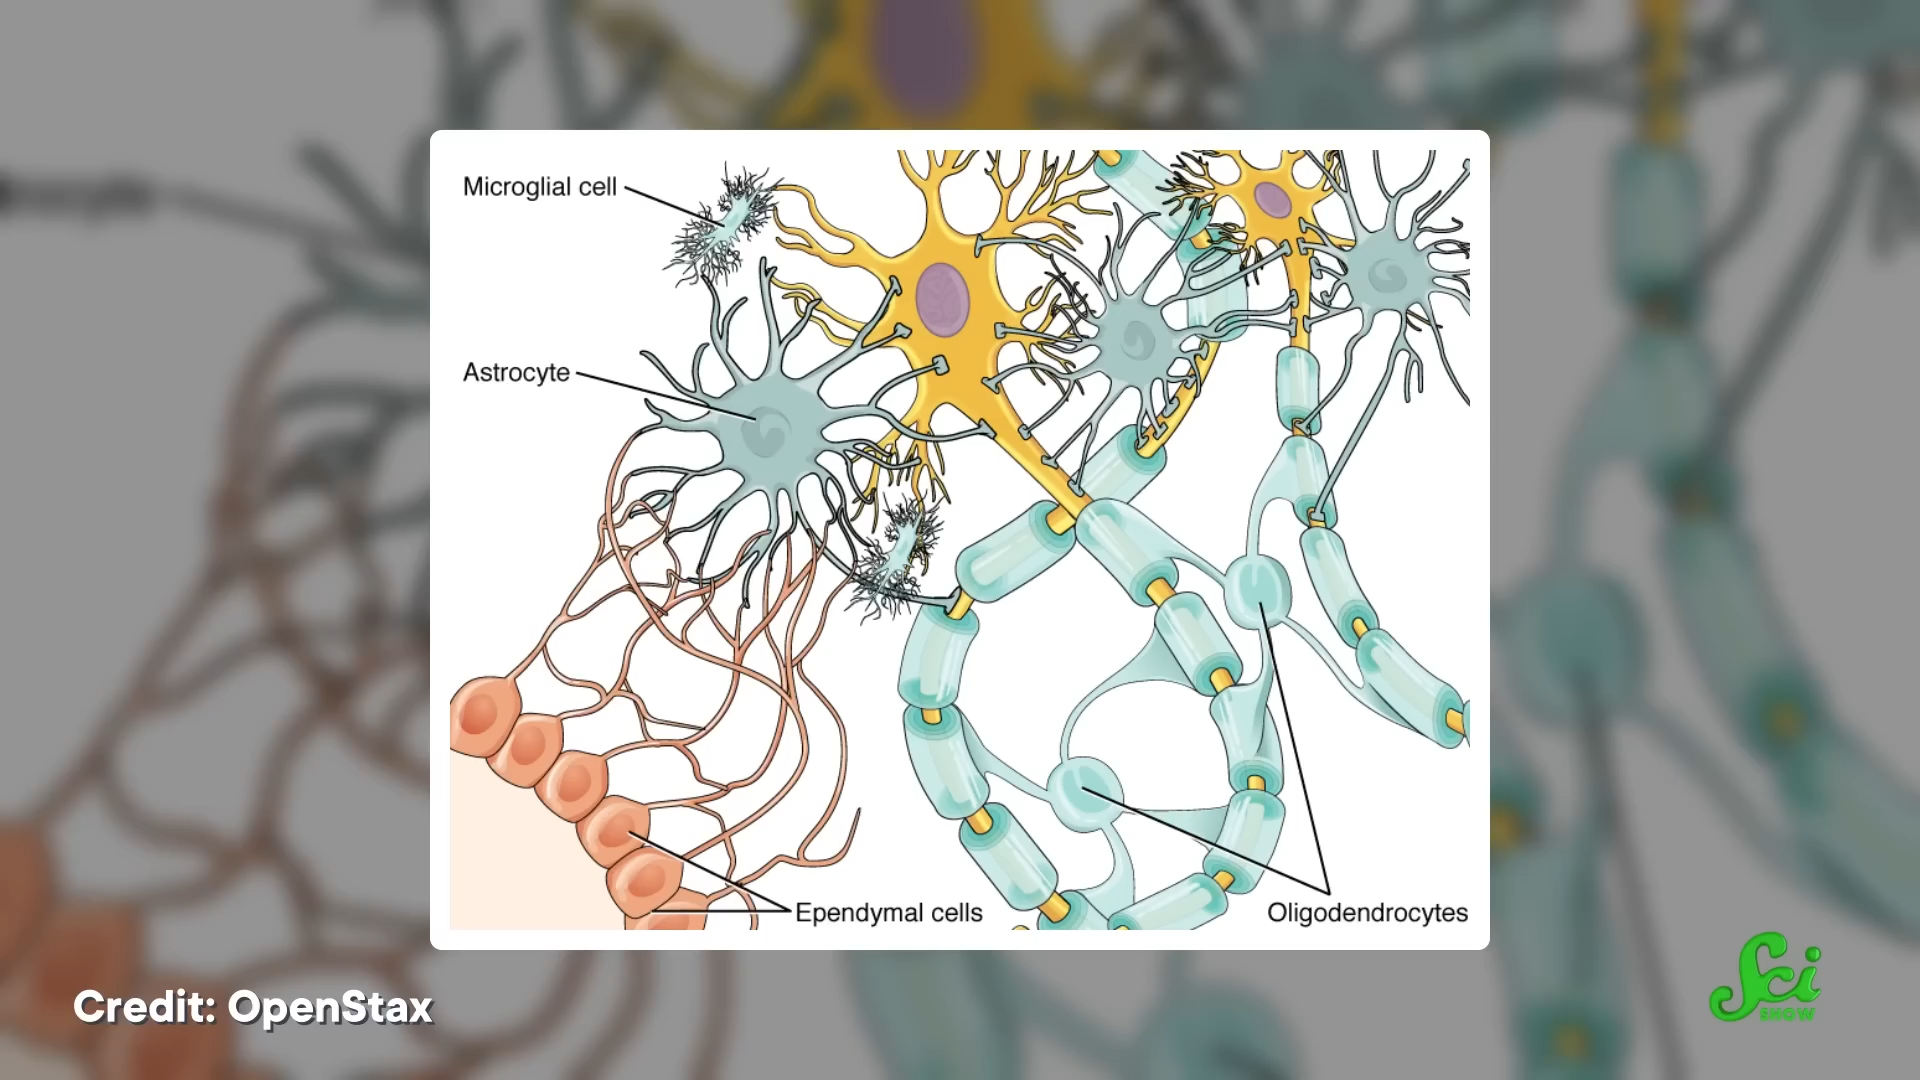 Microglial cell
Astrocyte
Ependymal cells
Oligodendrocytes
Credit: OpenStax
Sci
SHOW